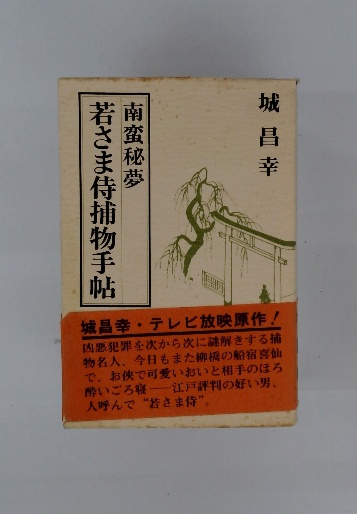 城昌幸
南蛮秘夢
若さま侍捕物手帖
城昌幸・テレビ放映原作！
凶悪犯罪を次から次に謎解きする捕
物名人、今日もまた柳橋の船宿喜仙
で、お俠で可愛いおいと相手のほろ
酔いごろ寝――江戸評判の好い男、
人呼んで“若さま侍”。